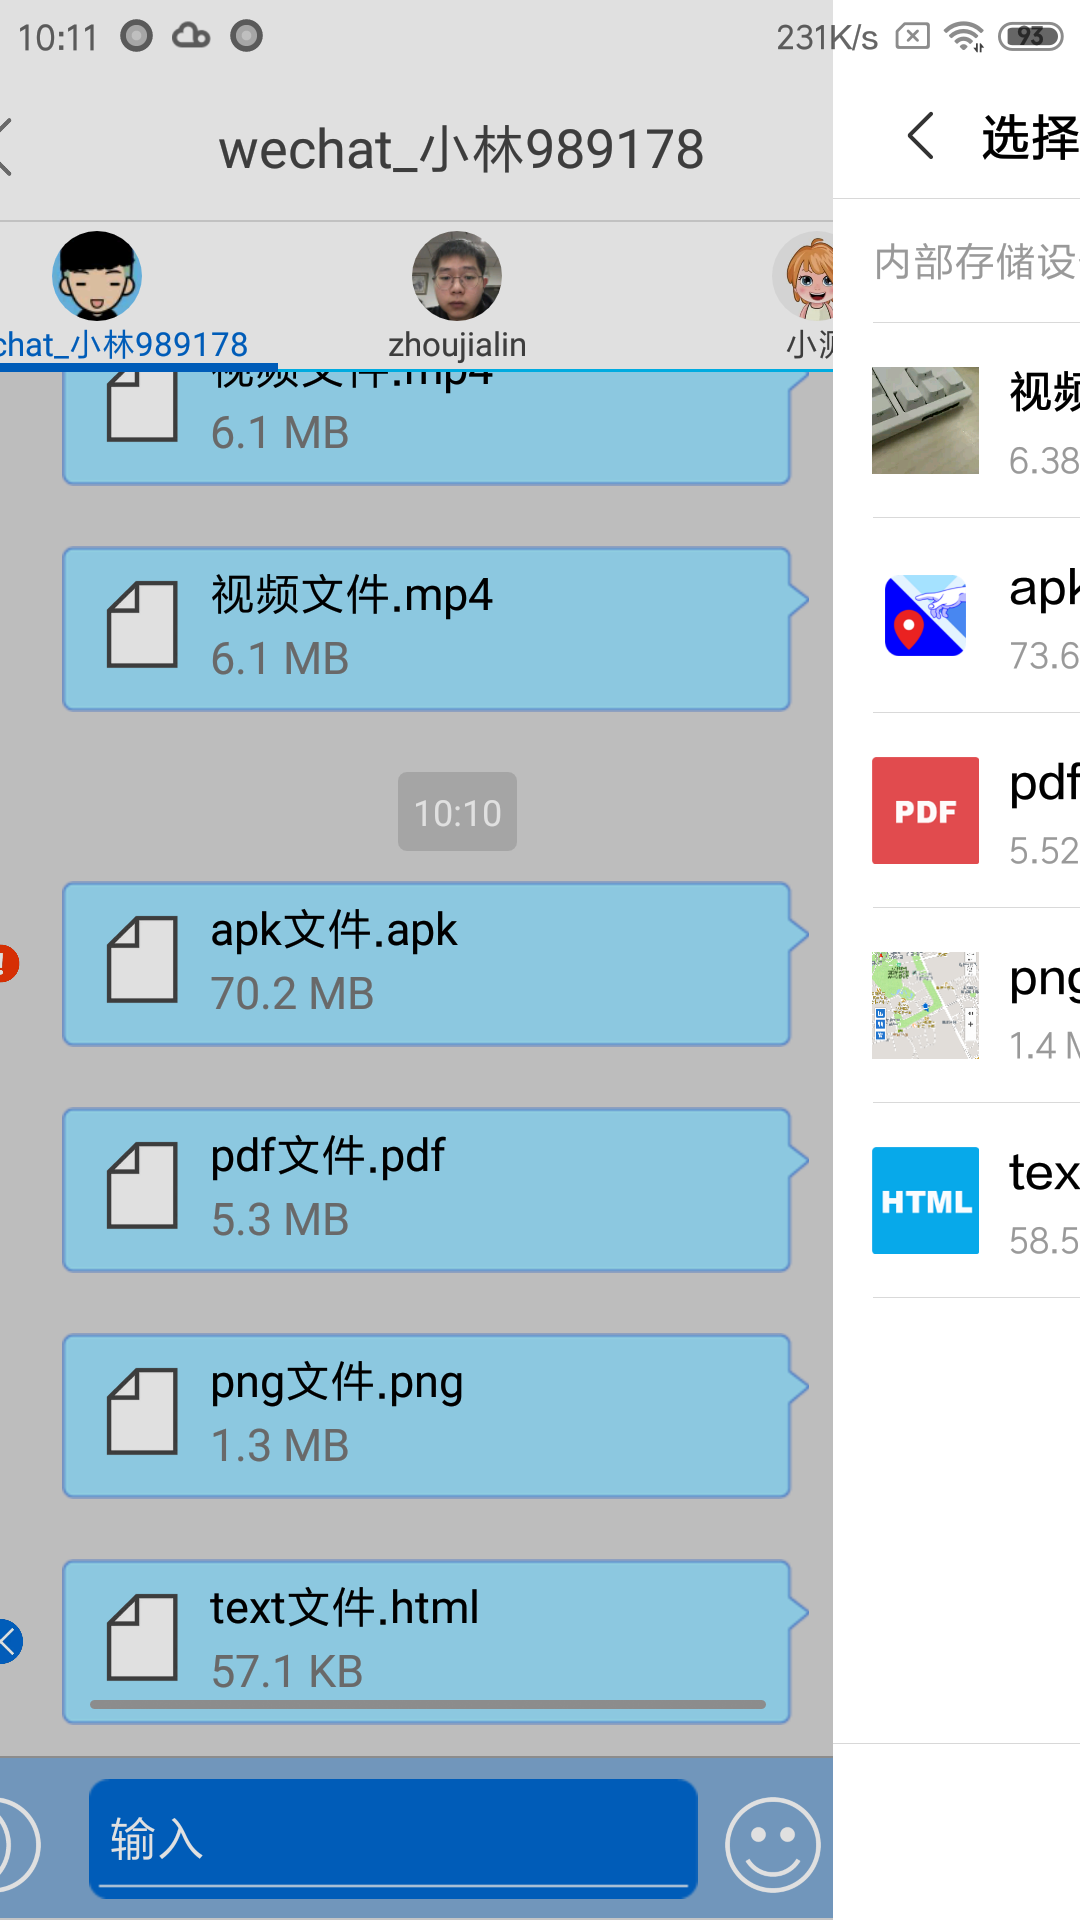 10:11
231K/s
93
wechat_小林989178
chat_小林989178
zhoujialin
小测
视频文件.mp4
6.1 MB
视频文件.mp4
6.1 MB
10:10
apk文件.apk
70.2 MB
pdf文件.pdf
5.3 MB
png文件.png
1.3 MB
text文件.html
57.1 KB
输入
选择
内部存储设
视频
6.38
apk
73.6
PDF
pdf
5.52
png
1.4 M
HTML
tex
58.5